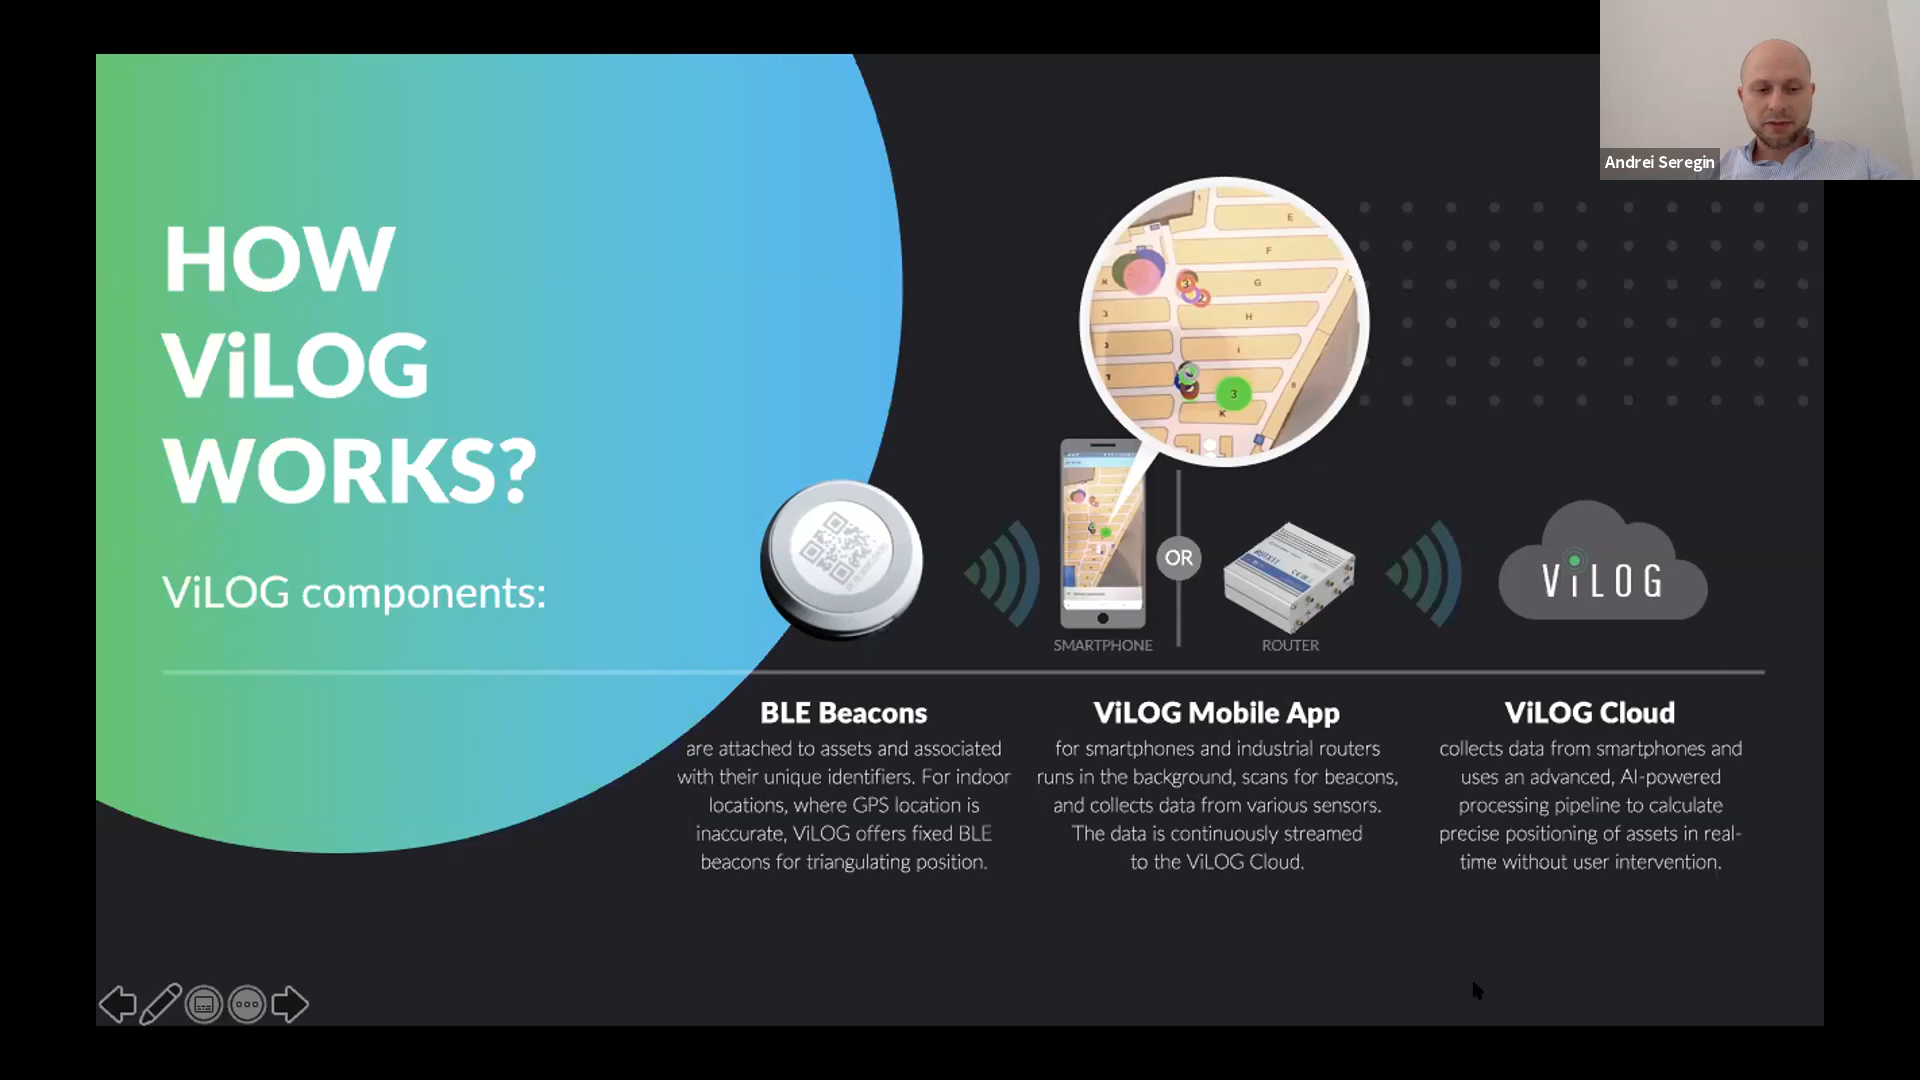 Andrei Seregin
HOW
ViLOG
WORKS?
ViLOG components:
E
F
G
H
i
K
3
2
3
OR
SMARTPHONE
ROUTER
RUTX11
ViLOG
BLE Beacons
are attached to assets and associated
with their unique identifiers. For indoor
locations, where GPS location is
inaccurate, ViLOG offers fixed BLE
beacons for triangulating position.
ViLOG Mobile App
for smartphones and industrial routers
runs in the background, scans for beacons,
and collects data from various sensors.
The data is continuously streamed
to the ViLOG Cloud.
ViLOG Cloud
collects data from smartphones and
uses an advanced, AI-powered
processing pipeline to calculate
precise positioning of assets in real-
time without user intervention.